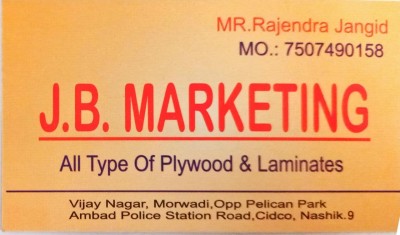 MR.Rajendra Jangid
MO.: 7507490158
J.B. MARKETING
All Type Of Plywood & Laminates
Vijay Nagar, Morwadi,Opp Pelican Park
Ambad Police Station Road,Cidco, Nashik.9